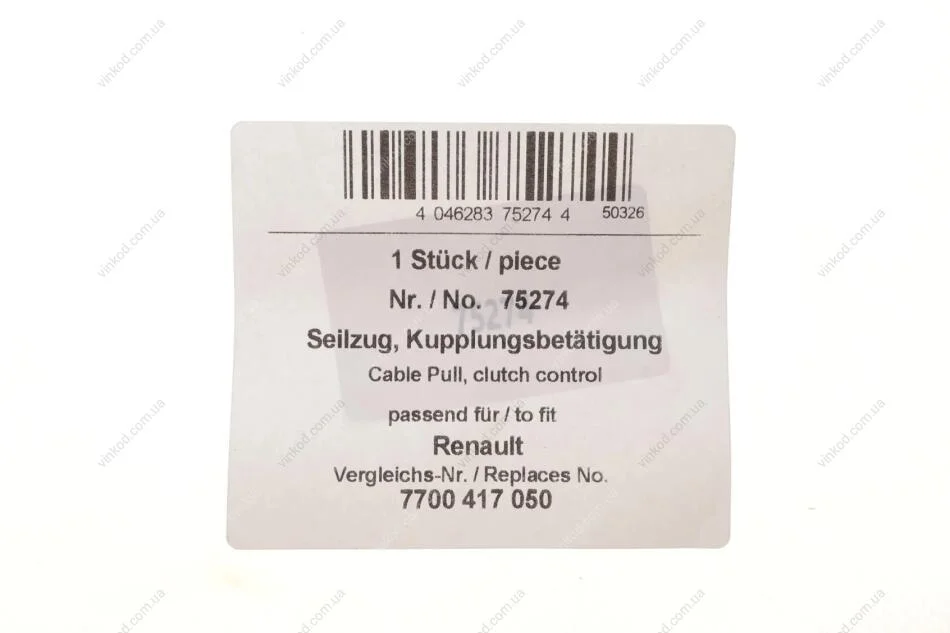 4 046283 75274 4 50326
1 Stück / piece
Nr. / No. 75274
75274
Seilzug, Kupplungsbetätigung
Cable Pull, clutch control
passend für / to fit
Renault
Vergleichs-Nr. / Replaces No.
7700 417 050
vinkod.com.ua